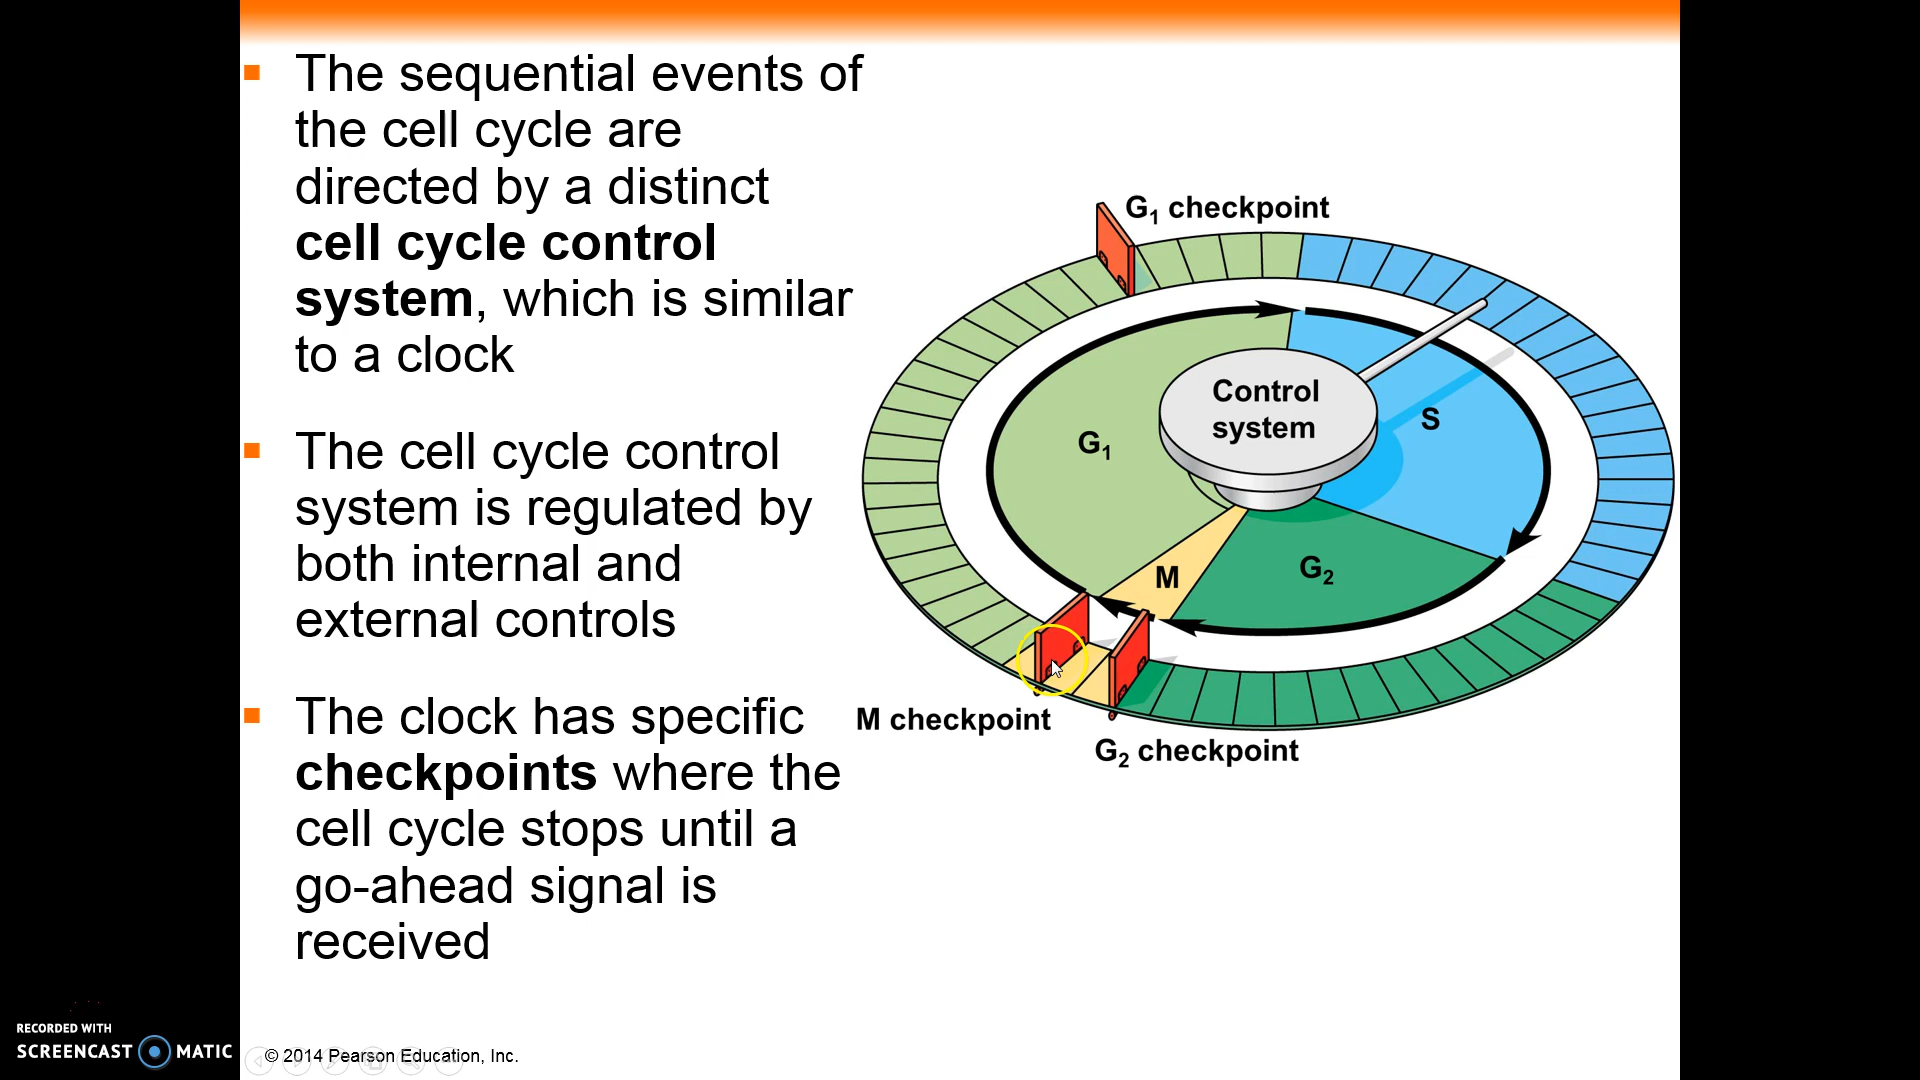 ■ The sequential events of
the cell cycle are
directed by a distinct
cell cycle control
system, which is similar
to a clock
■ The cell cycle control
system is regulated by
both internal and
external controls
■ The clock has specific
checkpoints where the
cell cycle stops until a
go-ahead signal is
received
G₁ checkpoint
Control
system
S
G₁
M
G₂
M checkpoint
G₂ checkpoint
RECORDED WITH
SCREENCAST MATIC
© 2014 Pearson Education, Inc.